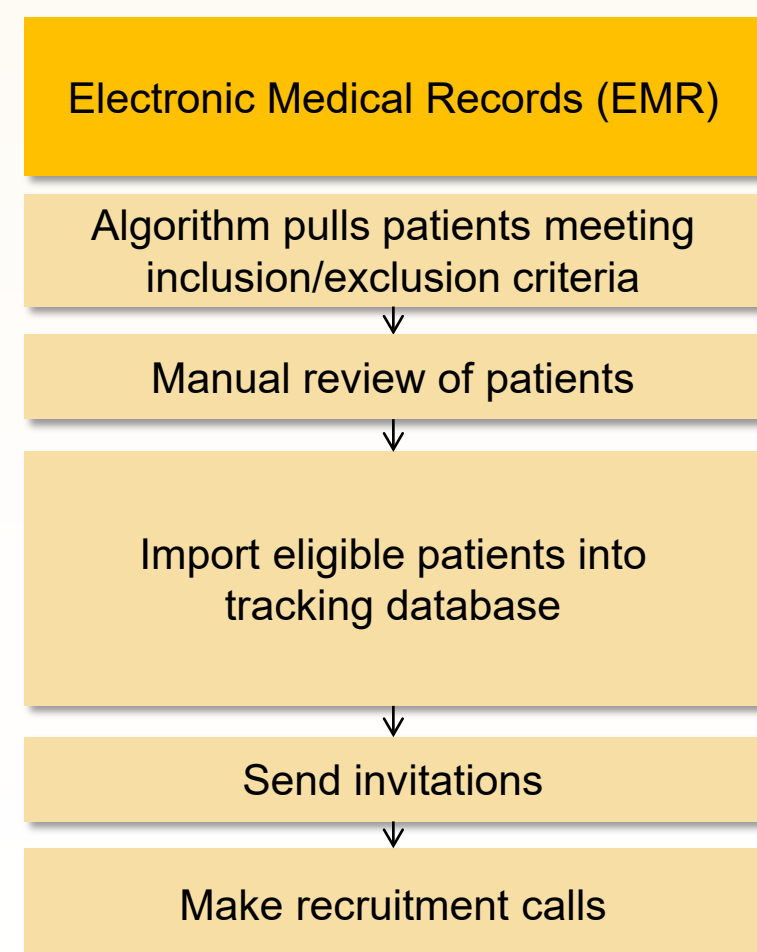 Electronic Medical Records (EMR)
Algorithm pulls patients meeting
inclusion/exclusion criteria
Manual review of patients
Import eligible patients into
tracking database
Send invitations
Make recruitment calls